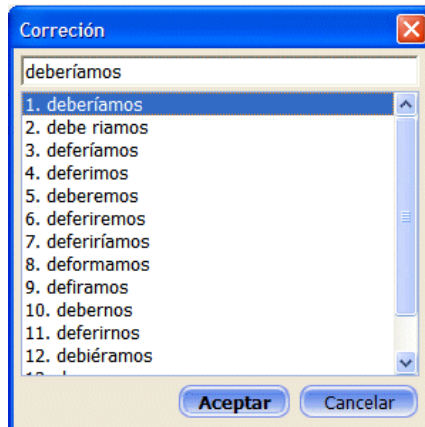 Correción
deberíamos
1. deberíamos
2. debe riamos
3. deferíamos
4. deferimos
5. deberemos
6. deferiremos
7. deferiríamos
8. deformamos
9. defiramos
10. debernos
11. deferirnos
12. debiéramos
Aceptar Cancelar